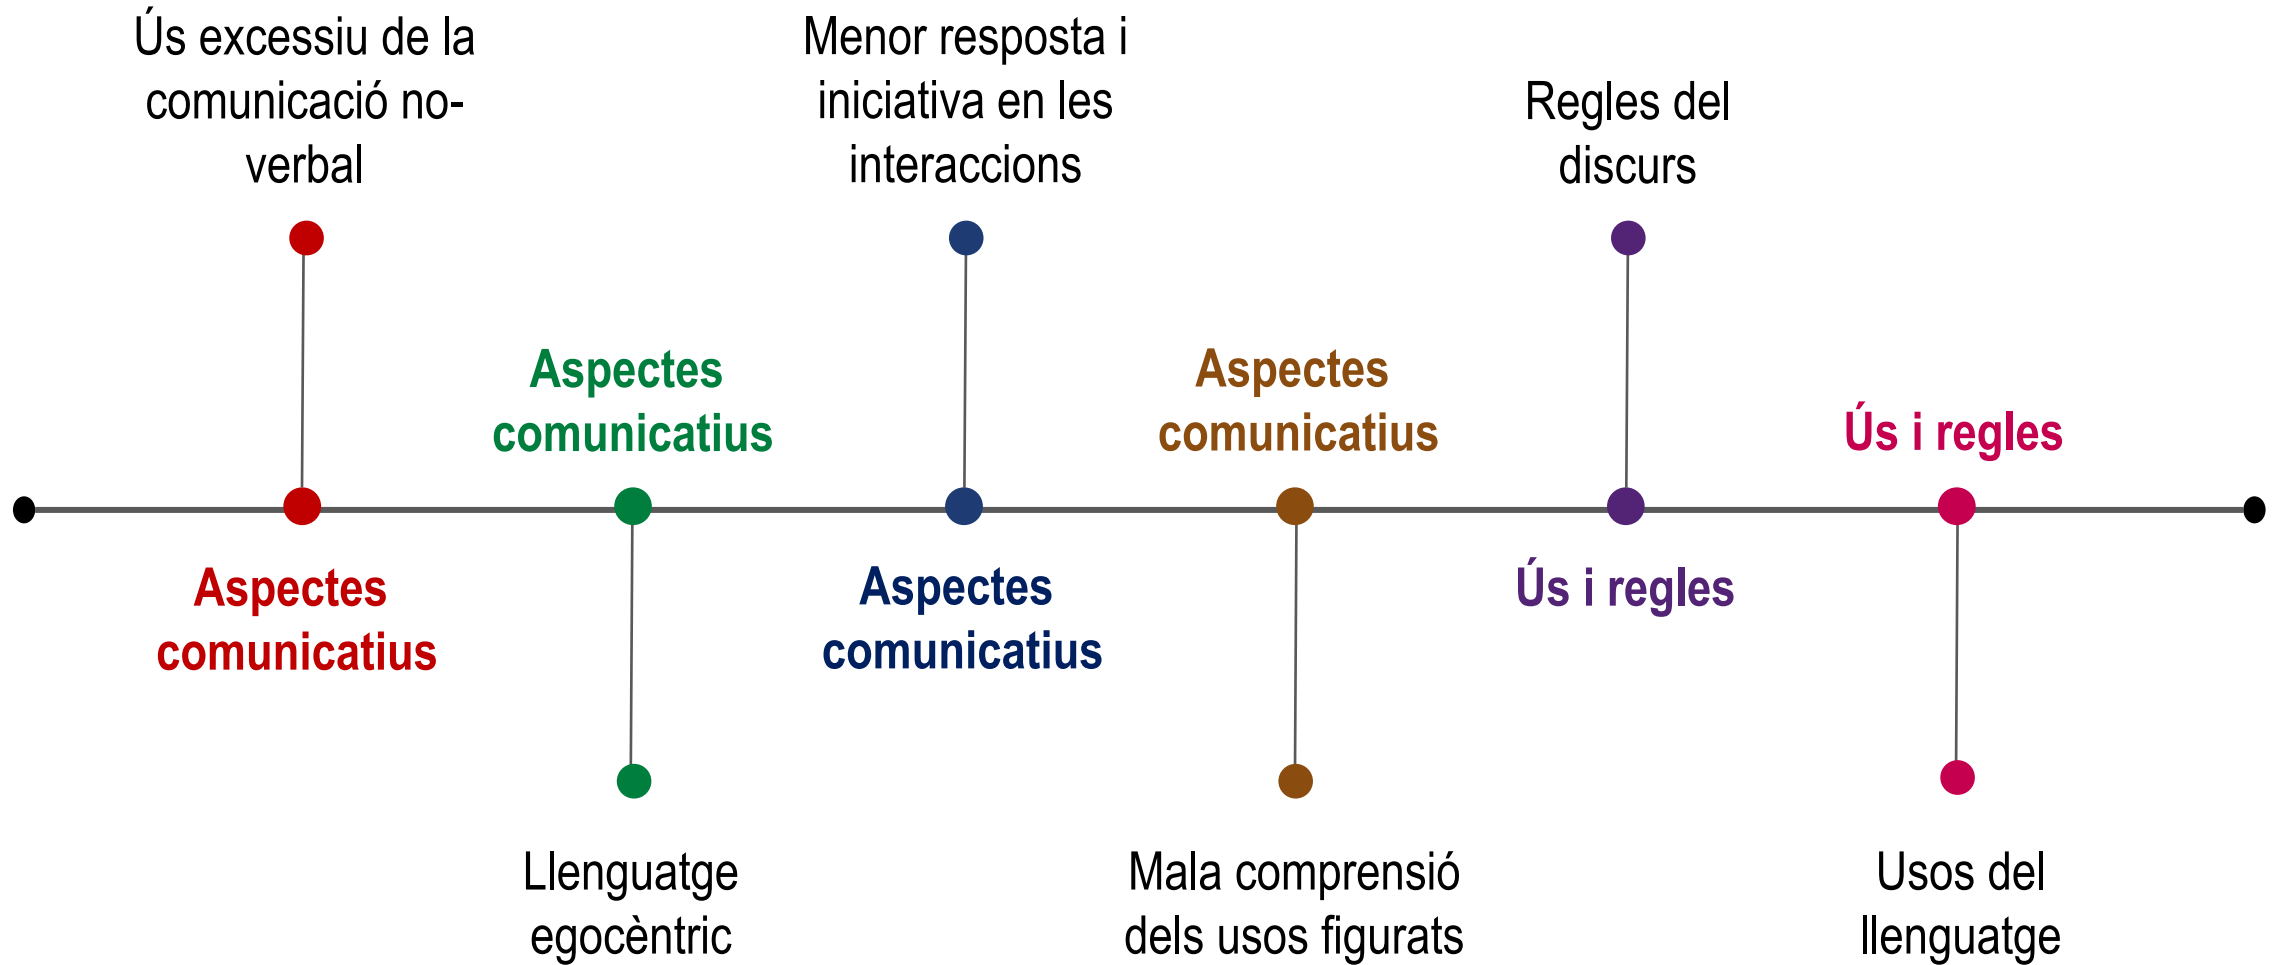 Ús excessiu de la
comunicació no-
verbal
Menor resposta i
iniciativa en les
interaccions
Regles del
discurs
Aspectes
comunicatius
Aspectes
comunicatius
Ús i regles
Aspectes
comunicatius
Aspectes
comunicatius
Ús i regles
Llenguatge
egocèntric
Mala comprensió
dels usos figurats
Usos del
llenguatge